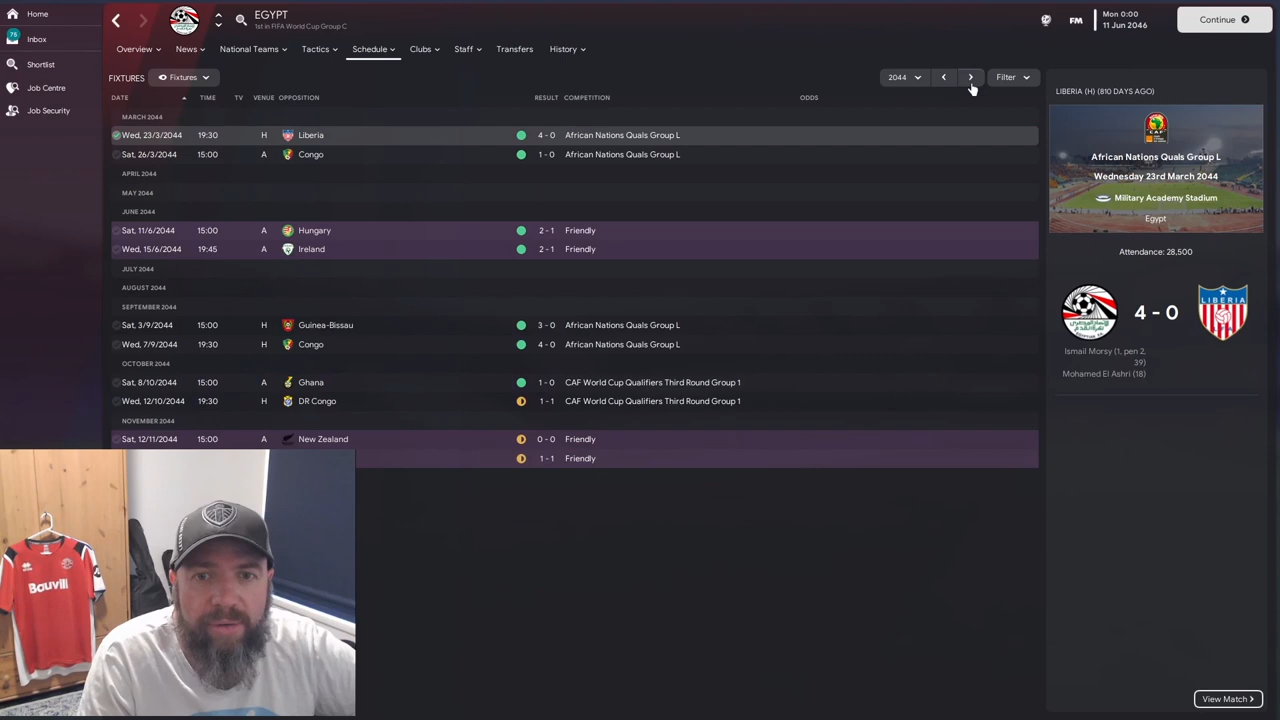 Home
75
Inbox
Shortlist
Job Centre
Job Security
EGYPT
1st in FIFA World Cup Group C
FM
Mon 0:00
11 Jun 2046
Continue
Overview
News
National Teams
Tactics
Schedule
Clubs
Staff
Transfers
History
FIXTURES
Fixtures
2044
Filter
DATE TIME TV VENUE OPPOSITION RESULT COMPETITION ODDS
MARCH 2044
Wed, 23/3/2044 19:30 H Liberia 4 - 0 African Nations Quals Group L
Sat, 26/3/2044 15:00 A Congo 1 - 0 African Nations Quals Group L
APRIL 2044
MAY 2044
JUNE 2044
Sat, 11/6/2044 15:00 A Hungary 2 - 1 Friendly
Wed, 15/6/2044 19:45 A Ireland 2 - 1 Friendly
JULY 2044
AUGUST 2044
SEPTEMBER 2044
Sat, 3/9/2044 15:00 H Guinea-Bissau 3 - 0 African Nations Quals Group L
Wed, 7/9/2044 19:30 H Congo 4 - 0 African Nations Quals Group L
OCTOBER 2044
Sat, 8/10/2044 15:00 A Ghana 1 - 0 CAF World Cup Qualifiers Third Round Group 1
Wed, 12/10/2044 19:30 H DR Congo 1 - 1 CAF World Cup Qualifiers Third Round Group 1
NOVEMBER 2044
Sat, 12/11/2044 15:00 A New Zealand 0 - 0 Friendly
1 - 1 Friendly
LIBERIA (H) (810 DAYS AGO)
CAF
African Nations Quals Group L
Wednesday 23rd March 2044
Military Academy Stadium
Egypt
Attendance: 28,500
4 - 0
LIBERIA
Ismail Morsy (1, pen 2,
39)
Mohamed El Ashri (18)
View Match
Bauvill